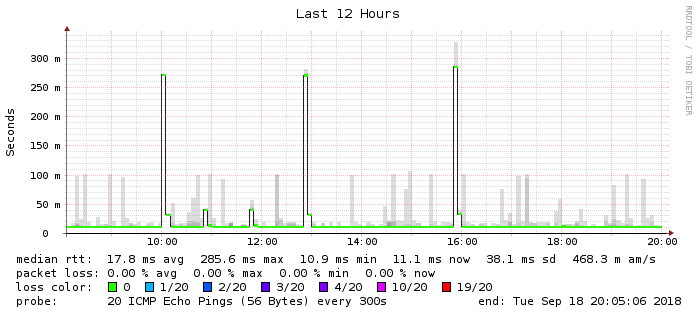 Last 12 Hours
RRDTOOL / TOBI OETIKER
Seconds
300 m
250 m
200 m
150 m
100 m
50 m
0
10:00 12:00 14:00 16:00 18:00 20:00
median rtt: 17.8 ms avg 285.6 ms max 10.9 ms min 11.1 ms now 38.1 ms sd 468.3 m am/s
packet loss: 0.00 % avg 0.00 % max 0.00 % min 0.00 % now
loss color: 0 1/20 2/20 3/20 4/20 10/20 19/20
probe: 20 ICMP Echo Pings (56 Bytes) every 300s end: Tue Sep 18 20:05:06 2018